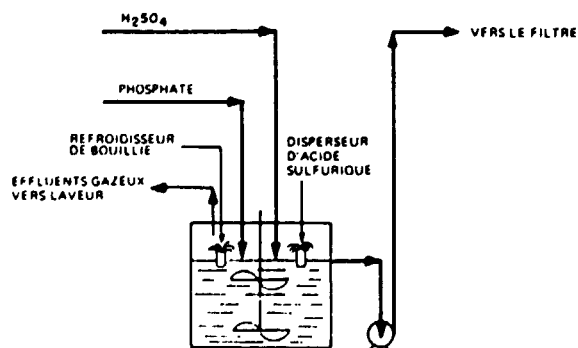 H2SO4
VERS LE FILTRE
PHOSPHATE
REFROIDISSEUR
DE BOUILLIE
DISPERSEUR
D'ACIDE
SULFURIQUE
EFFLUENTS GAZEUX
VERS LAVEUR